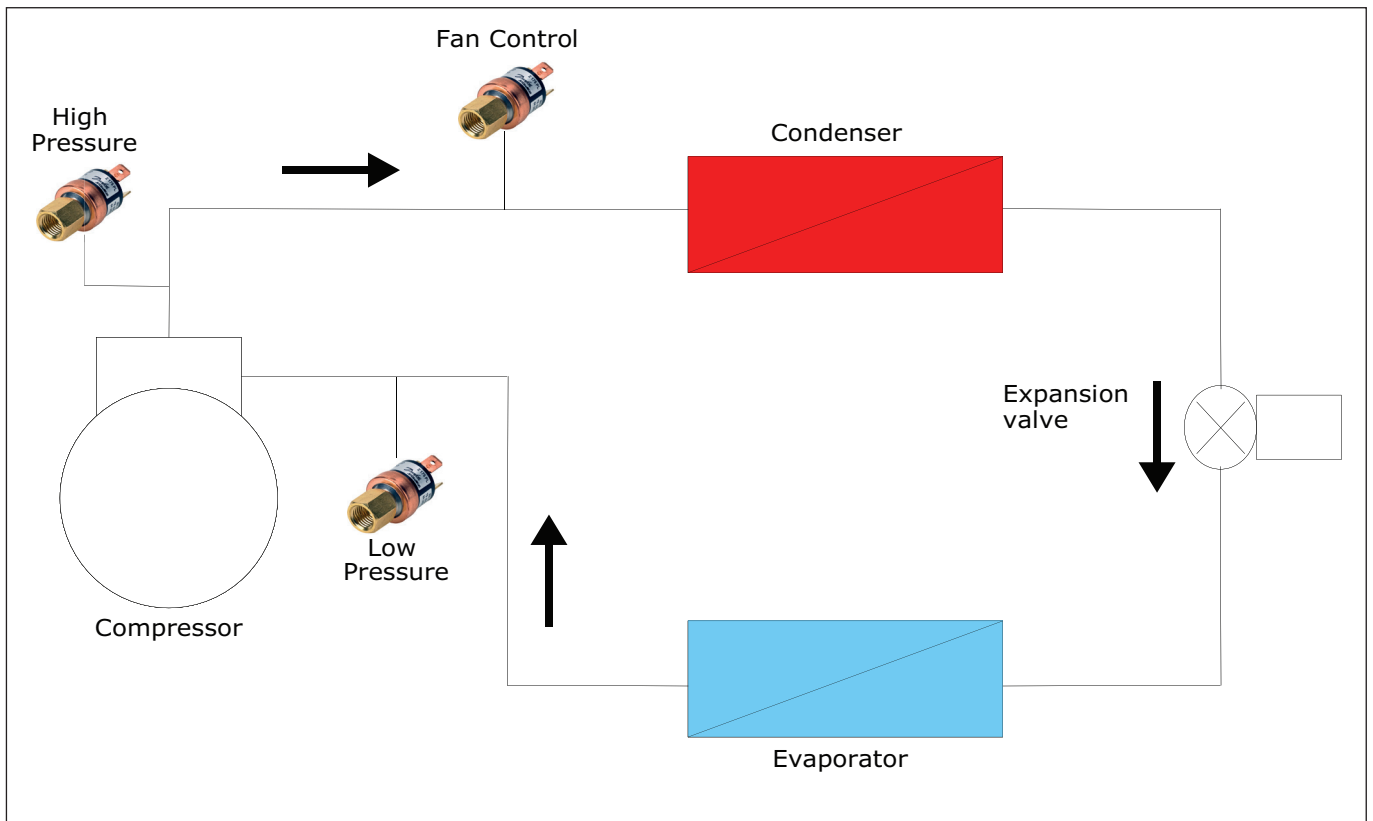 Fan Control
High
Pressure
Condenser
Expansion
valve
Low
Pressure
Compressor
Evaporator